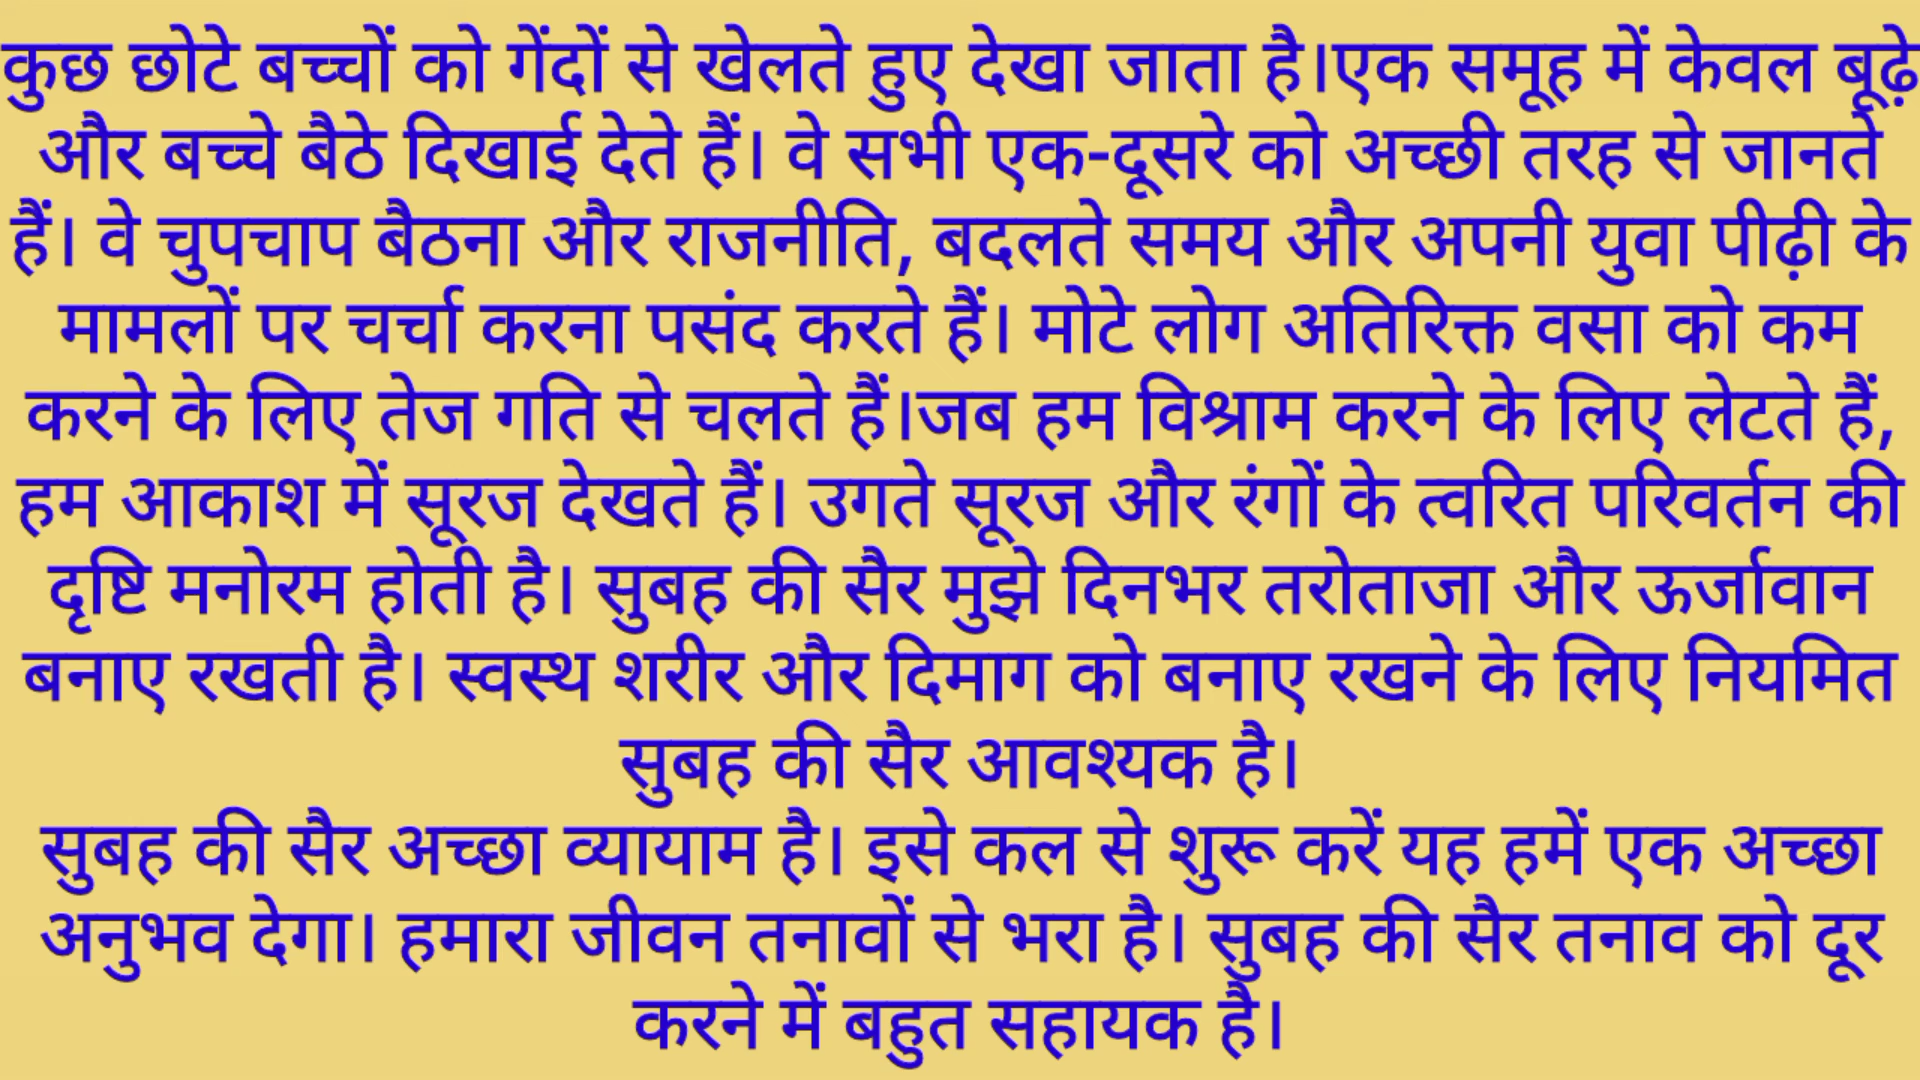 कुछ छोटे बच्चों को गेंदों से खेलते हुए देखा जाता है।एक समूह में केवल बूढ़े
और बच्चे बैठे दिखाई देते हैं। वे सभी एक-दूसरे को अच्छी तरह से जानते
हैं। वे चुपचाप बैठना और राजनीति, बदलते समय और अपनी युवा पीढ़ी के
मामलों पर चर्चा करना पसंद करते हैं। मोटे लोग अतिरिक्त वसा को कम
करने के लिए तेज गति से चलते हैं।जब हम विश्राम करने के लिए लेटते हैं,
हम आकाश में सूरज देखते हैं। उगते सूरज और रंगों के त्वरित परिवर्तन की
दृष्टि मनोरम होती है। सुबह की सैर मुझे दिनभर तरोताजा और ऊर्जावान
बनाए रखती है। स्वस्थ शरीर और दिमाग को बनाए रखने के लिए नियमित
सुबह की सैर आवश्यक है।
सुबह की सैर अच्छा व्यायाम है। इसे कल से शुरू करें यह हमें एक अच्छा
अनुभव देगा। हमारा जीवन तनावों से भरा है। सुबह की सैर तनाव को दूर
करने में बहुत सहायक है।